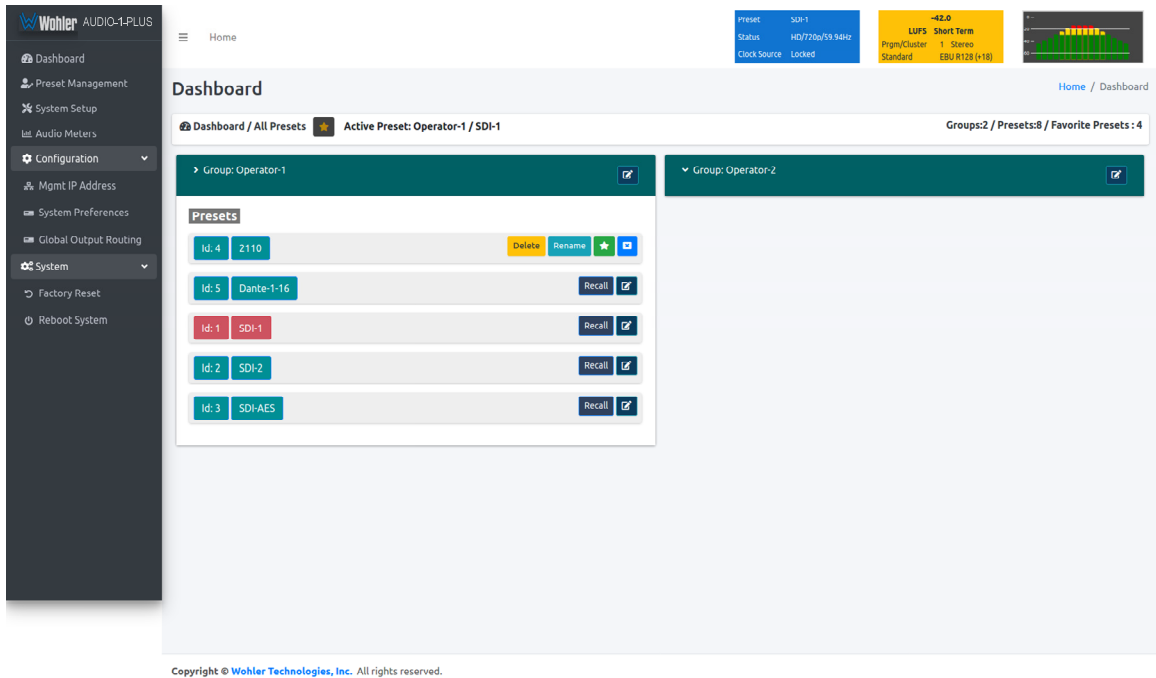 Wohler AUDIO-1-PLUS
Dashboard
Preset Management
System Setup
Audio Meters
Configuration
Mgmt IP Address
System Preferences
Global Output Routing
System
Factory Reset
Reboot System
Home
Preset SDI-1
Status HD/720p/59.94Hz
Clock Source Locked
-42.0
LUFS Short Term
Prgm/Cluster 1 Stereo
Standard EBU R128 (+18)
Dashboard
Home / Dashboard
Dashboard / All Presets Active Preset: Operator-1 / SDI-1
Groups:2 / Presets:8 / Favorite Presets : 4
Group: Operator-1
Presets
Id: 4 2110 Delete Rename
Id: 5 Dante-1-16 Recall
Id: 1 SDI-1 Recall
Id: 2 SDI-2 Recall
Id: 3 SDI-AES Recall
Group: Operator-2
Copyright © Wohler Technologies, Inc. All rights reserved.